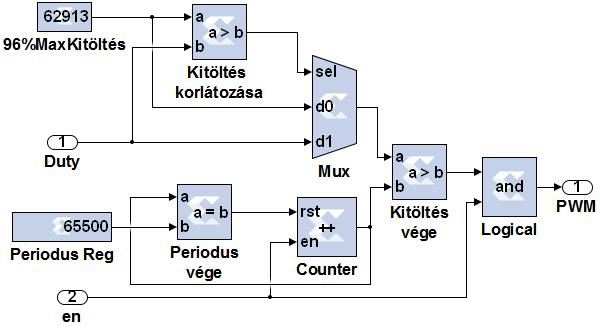 62913
96%MaxKitöltés
a
b
a > b
Kitöltés
korlátozása
sel
d0
d1
Mux
1
Duty
a
b
a > b
Kitöltés
vége
and
Logical
1
PWM
65500
Periodus Reg
a
b
a = b
Periodus
vége
rst
en
++
Counter
2
en